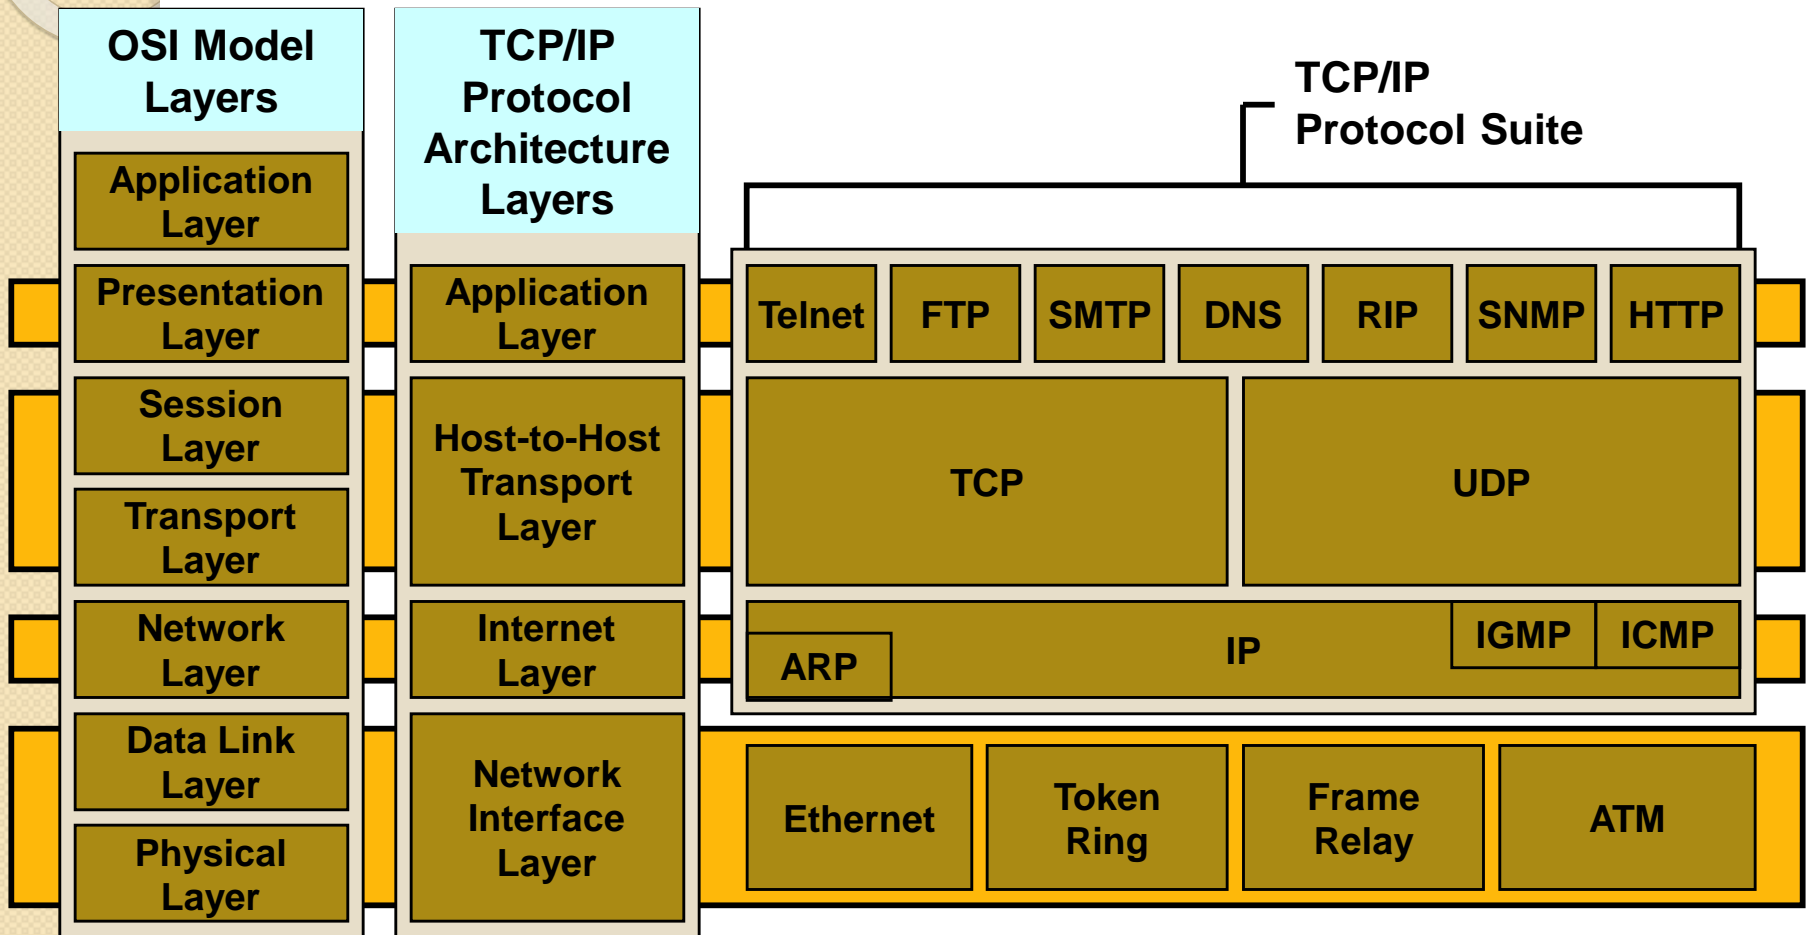 OSI Model
Layers
Application
Layer
Presentation
Layer
Session
Layer
Transport
Layer
Network
Layer
Data Link
Layer
Physical
Layer
TCP/IP
Protocol
Architecture
Layers
Application
Layer
Host-to-Host
Transport
Layer
Internet
Layer
Network
Interface
Layer
TCP/IP
Protocol Suite
Telnet
FTP
SMTP
DNS
RIP
SNMP
HTTP
TCP
UDP
ARP
IP
IGMP
ICMP
Ethernet
Token
Ring
Frame
Relay
ATM